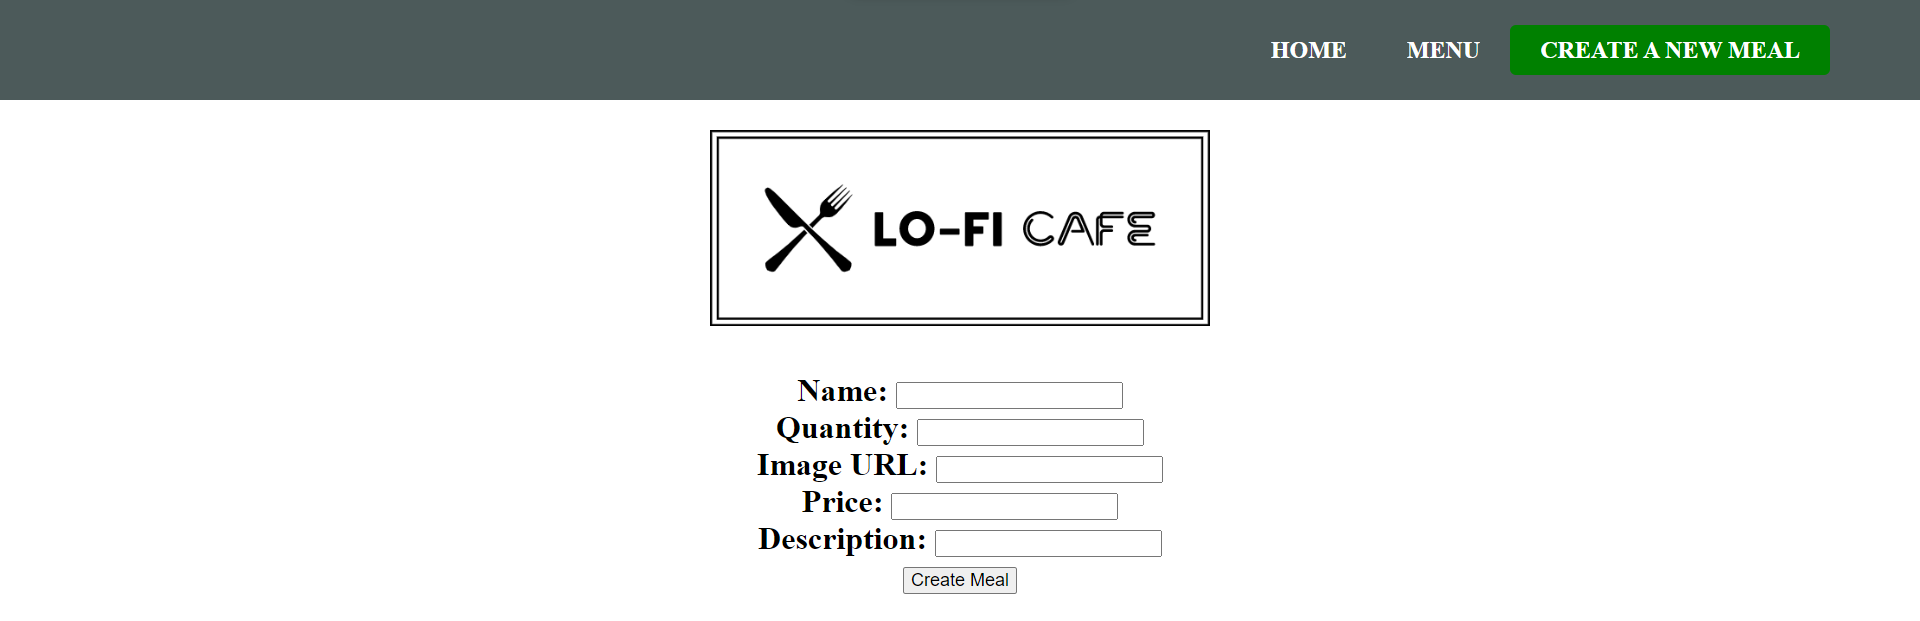 HOME MENU CREATE A NEW MEAL
LO-FI CAFE
Name:
Quantity:
Image URL:
Price:
Description:
Create Meal